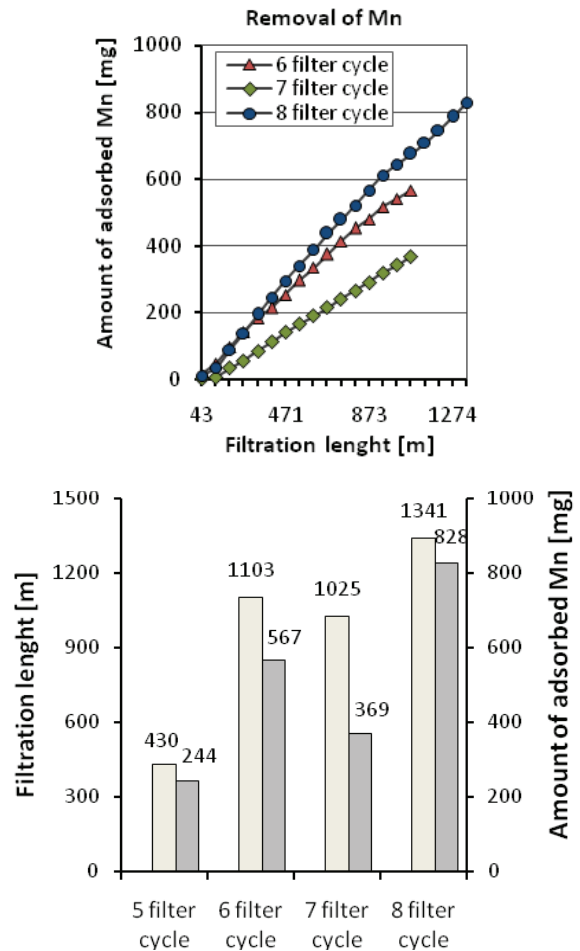 Removal of Mn
Amount of adsorbed Mn [mg]
1000
800
600
400
200
0
6 filter cycle
7 filter cycle
8 filter cycle
43 471 873 1274
Filtration lenght [m]
Filtration lenght [m]
1500
1200
900
600
300
0
430
244
1103
567
1025
369
1341
828
1000
800
600
400
200
0
Amount of adsorbed Mn [mg]
5 filter 6 filter 7 filter 8 filter
cycle cycle cycle cycle